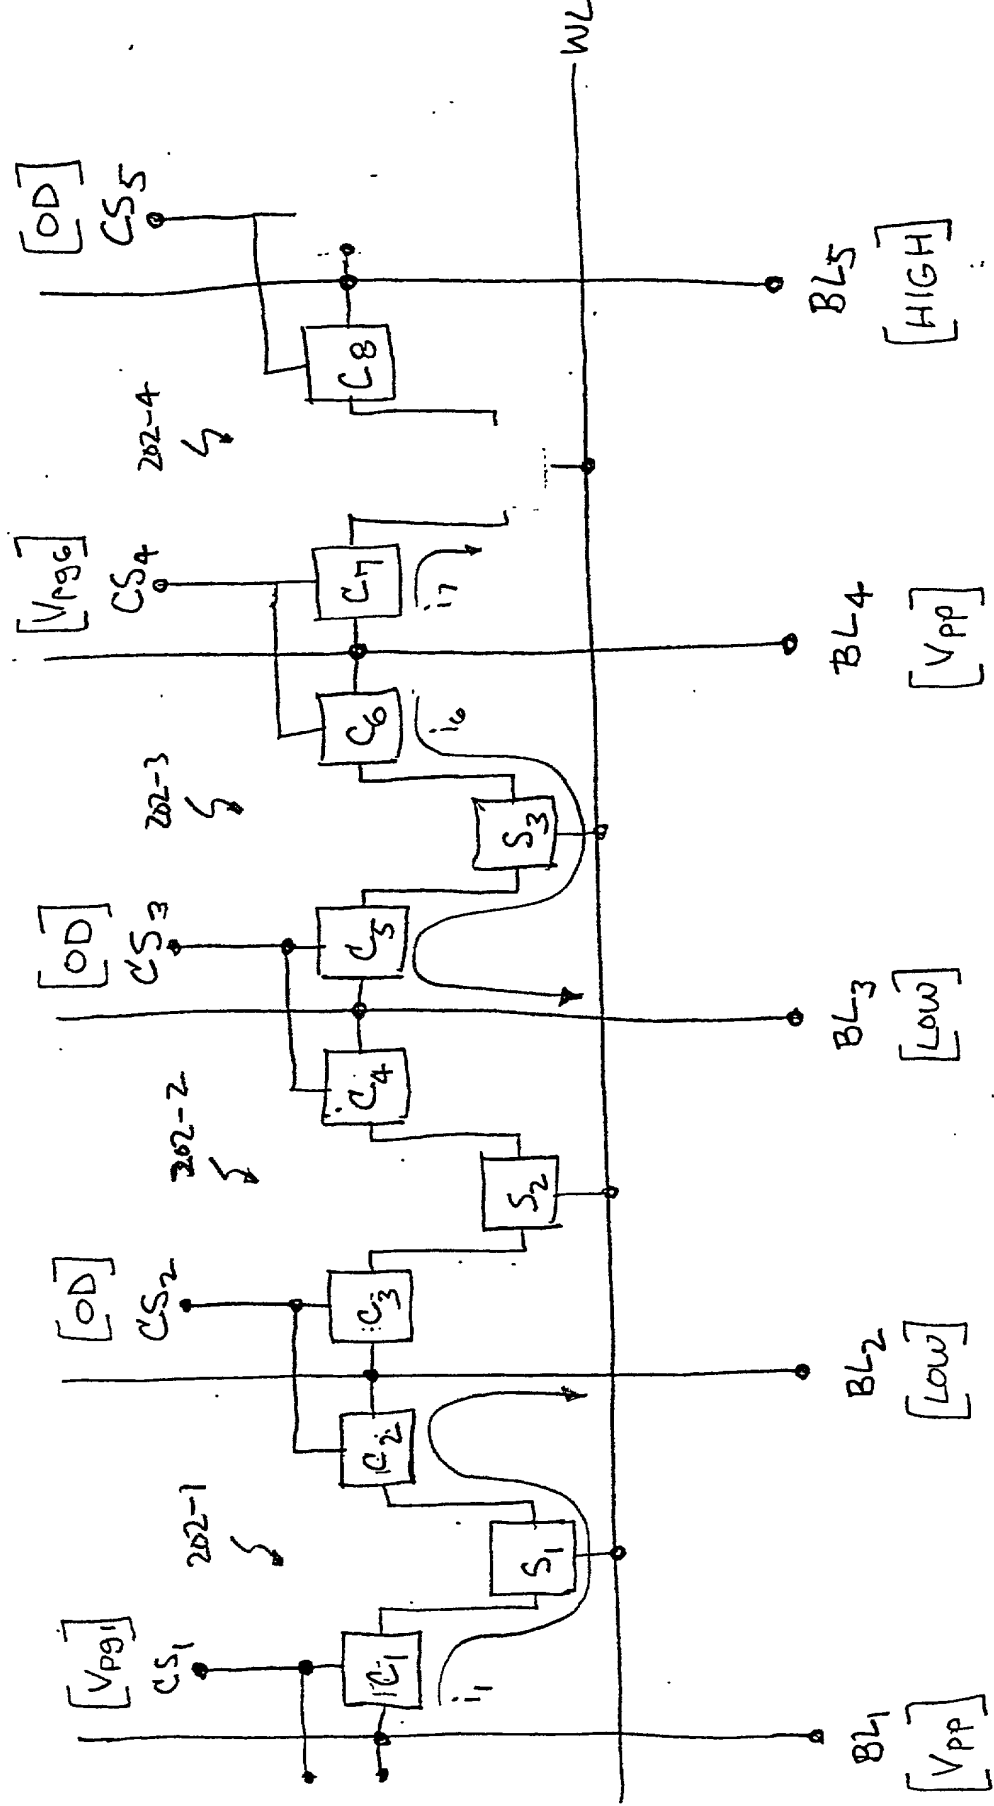 [Vpg1] [OD] [OD] [Vpg6] [OD]
CS1 CS2 CS3 CS4 CS5
202-1 202-2 202-3 202-4
C1 C2 C3 C4 C5 C6 C7 C8
i1 i6 i7
S1 S2 S3
WL
BL1 BL2 BL3 BL4 BL5
[VPP] [LOW] [LOW] [VPP] [HIGH]